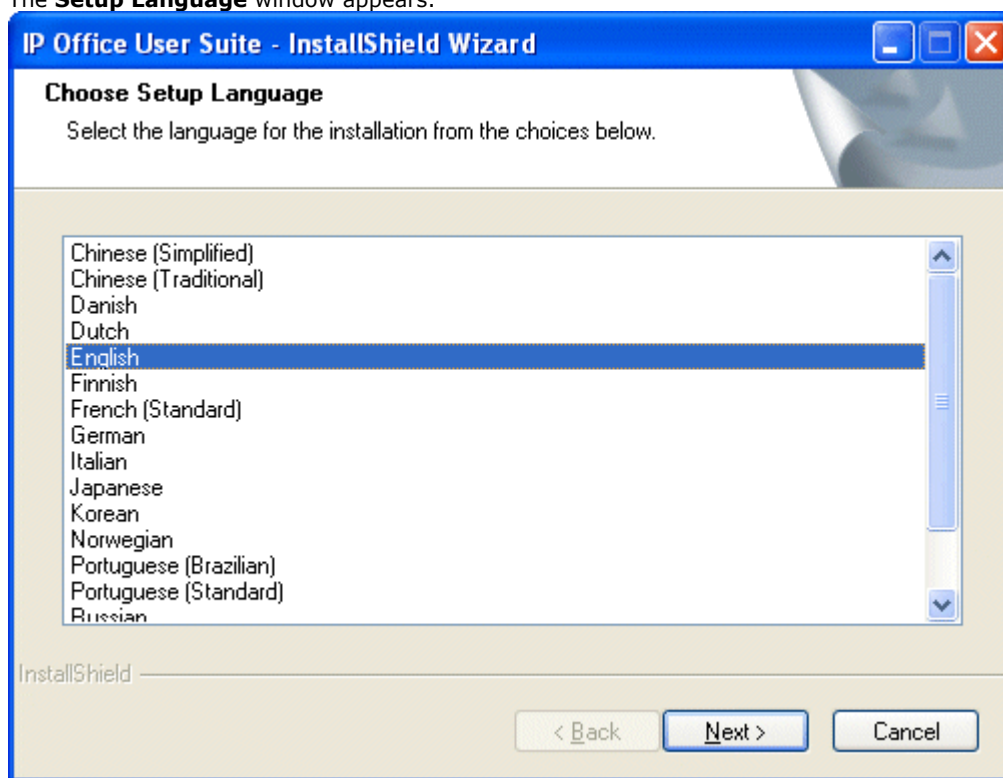 The Setup Language window appears.
IP Office User Suite - InstallShield Wizard
Choose Setup Language
Select the language for the installation from the choices below.
Chinese (Simplified)
Chinese (Traditional)
Danish
Dutch
English
Finnish
French (Standard)
German
Italian
Japanese
Korean
Norwegian
Portuguese (Brazilian)
Portuguese (Standard)
Russian
InstallShield
< Back
Next >
Cancel